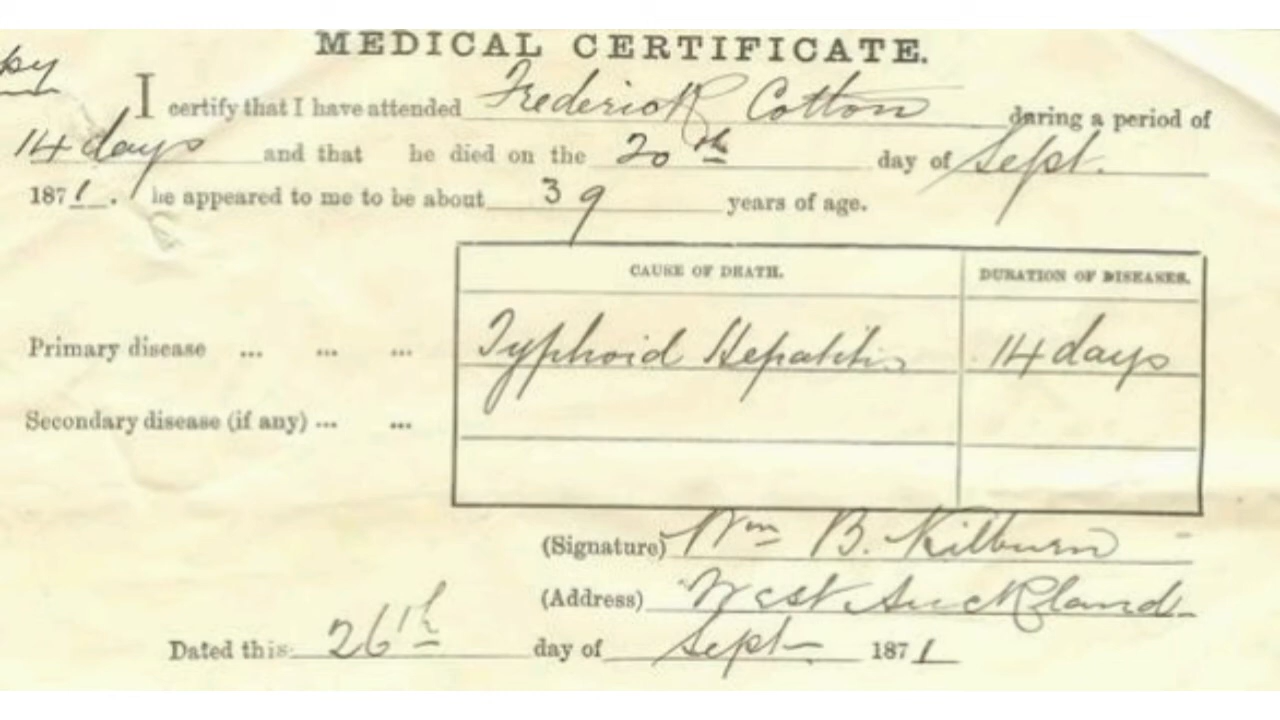 MEDICAL CERTIFICATE.
I certify that I have attended Frederick Cotton during a period of
14 days and that he died on the 20th day of Sept.
1871. he appeared to me to be about 39 years of age.
CAUSE OF DEATH. DURATION OF DISEASES.
Primary disease ... ... ... Typhoid Hepatitis 14 days
Secondary disease (if any) ... ...
(Signature) Wm B. Kilburn
(Address) West Auckland
Dated this 26th day of Sept 1871